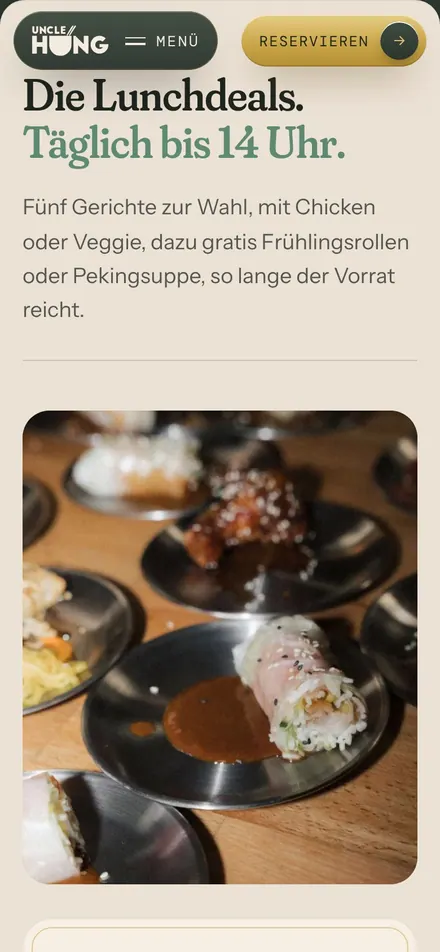 UNCLE
HUNG
MENÜ
RESERVIEREN
Die Lunchdeals.
Täglich bis 14 Uhr.
Fünf Gerichte zur Wahl, mit Chicken
oder Veggie, dazu gratis Frühlingsrollen
oder Pekingsuppe, so lange der Vorrat
reicht.